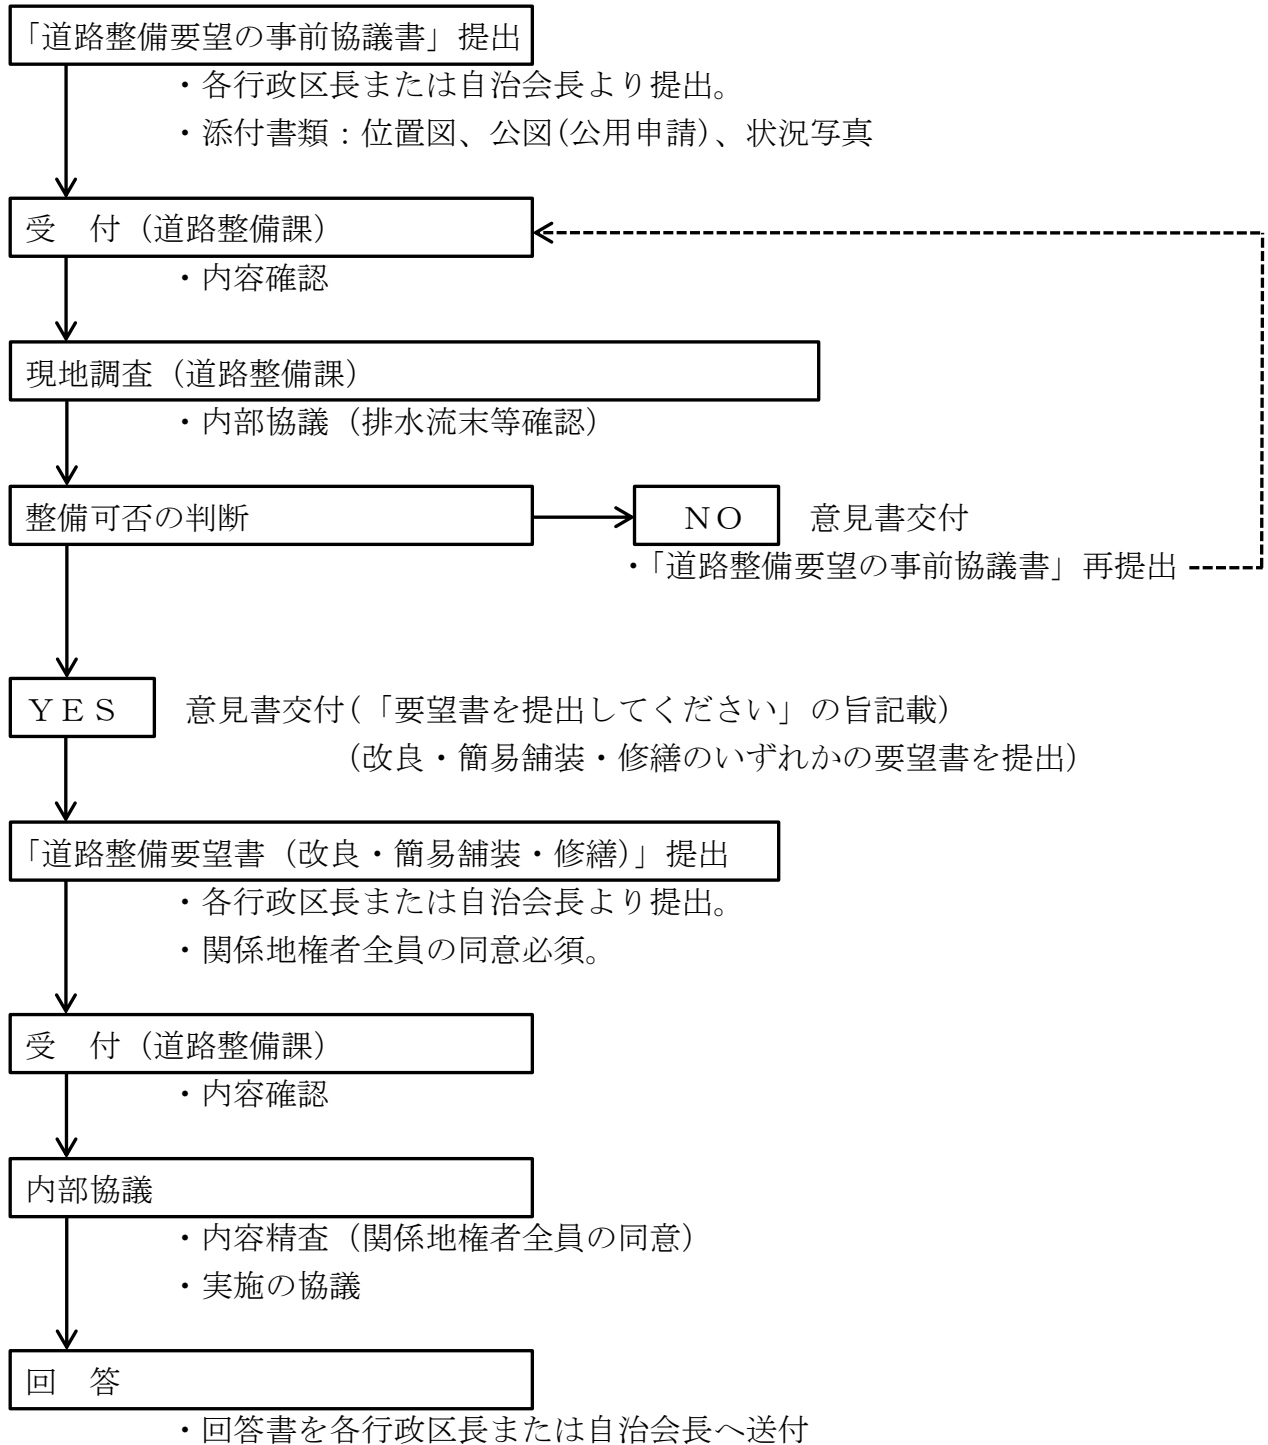 「道路整備要望の事前協議書」提出
・各行政区長または自治会長より提出。
・添付書類：位置図、公図(公用申請)、状況写真
受　付（道路整備課）
・内容確認
現地調査（道路整備課）
・内部協議（排水流末等確認）
整備可否の判断
ＮＯ　意見書交付
・「道路整備要望の事前協議書」再提出
ＹＥＳ　意見書交付(「要望書を提出してください」の旨記載)
（改良・簡易舗装・修繕のいずれかの要望書を提出）
「道路整備要望書（改良・簡易舗装・修繕）」提出
・各行政区長または自治会長より提出。
・関係地権者全員の同意必須。
受　付（道路整備課）
・内容確認
内部協議
・内容精査（関係地権者全員の同意）
・実施の協議
回　答
・回答書を各行政区長または自治会長へ送付